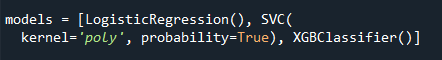 models = [LogisticRegression(), SVC(
kernel='poly', probability=True), XGBClassifier()]